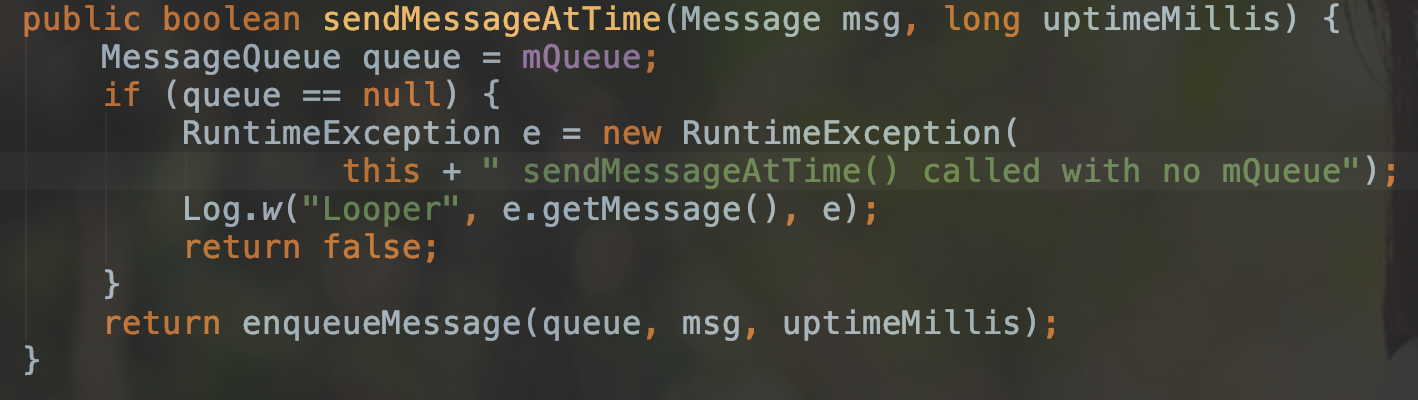 public boolean sendMessageAtTime(Message msg, long uptimeMillis) {
    MessageQueue queue = mQueue;
    if (queue == null) {
        RuntimeException e = new RuntimeException(
                this + " sendMessageAtTime() called with no mQueue");
        Log.w("Looper", e.getMessage(), e);
        return false;
    }
    return enqueueMessage(queue, msg, uptimeMillis);
}